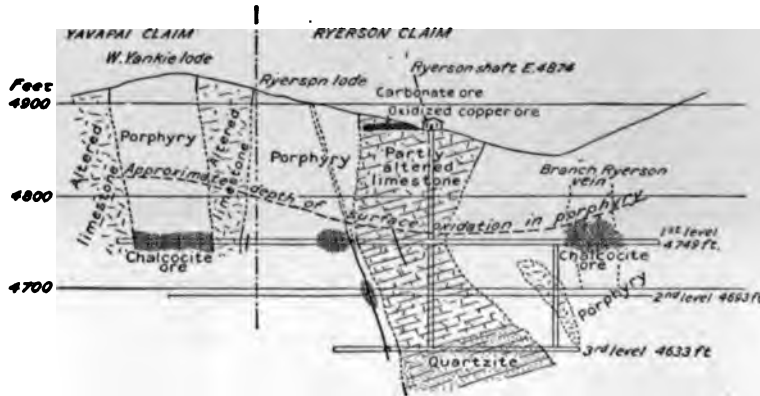 YAVAPAI CLAIM
RYERSON CLAIM
W. Yankie lode
Ryerson lode
Ryerson shaft E.4874
Feet
4900
Carbonate ore
Oxidized copper ore
Altered limestone
Porphyry
Altered limestone
Porphyry
Partly
altered
limestone
Branch Ryerson
vein
Approximate depth of surface oxidation in porphyry
4800
1st level
4749 ft.
Chalcocite
ore
Chalcocite
ore
Porphyry
4700
2nd level 4693 ft
3rd level 4633 ft
Quartzite